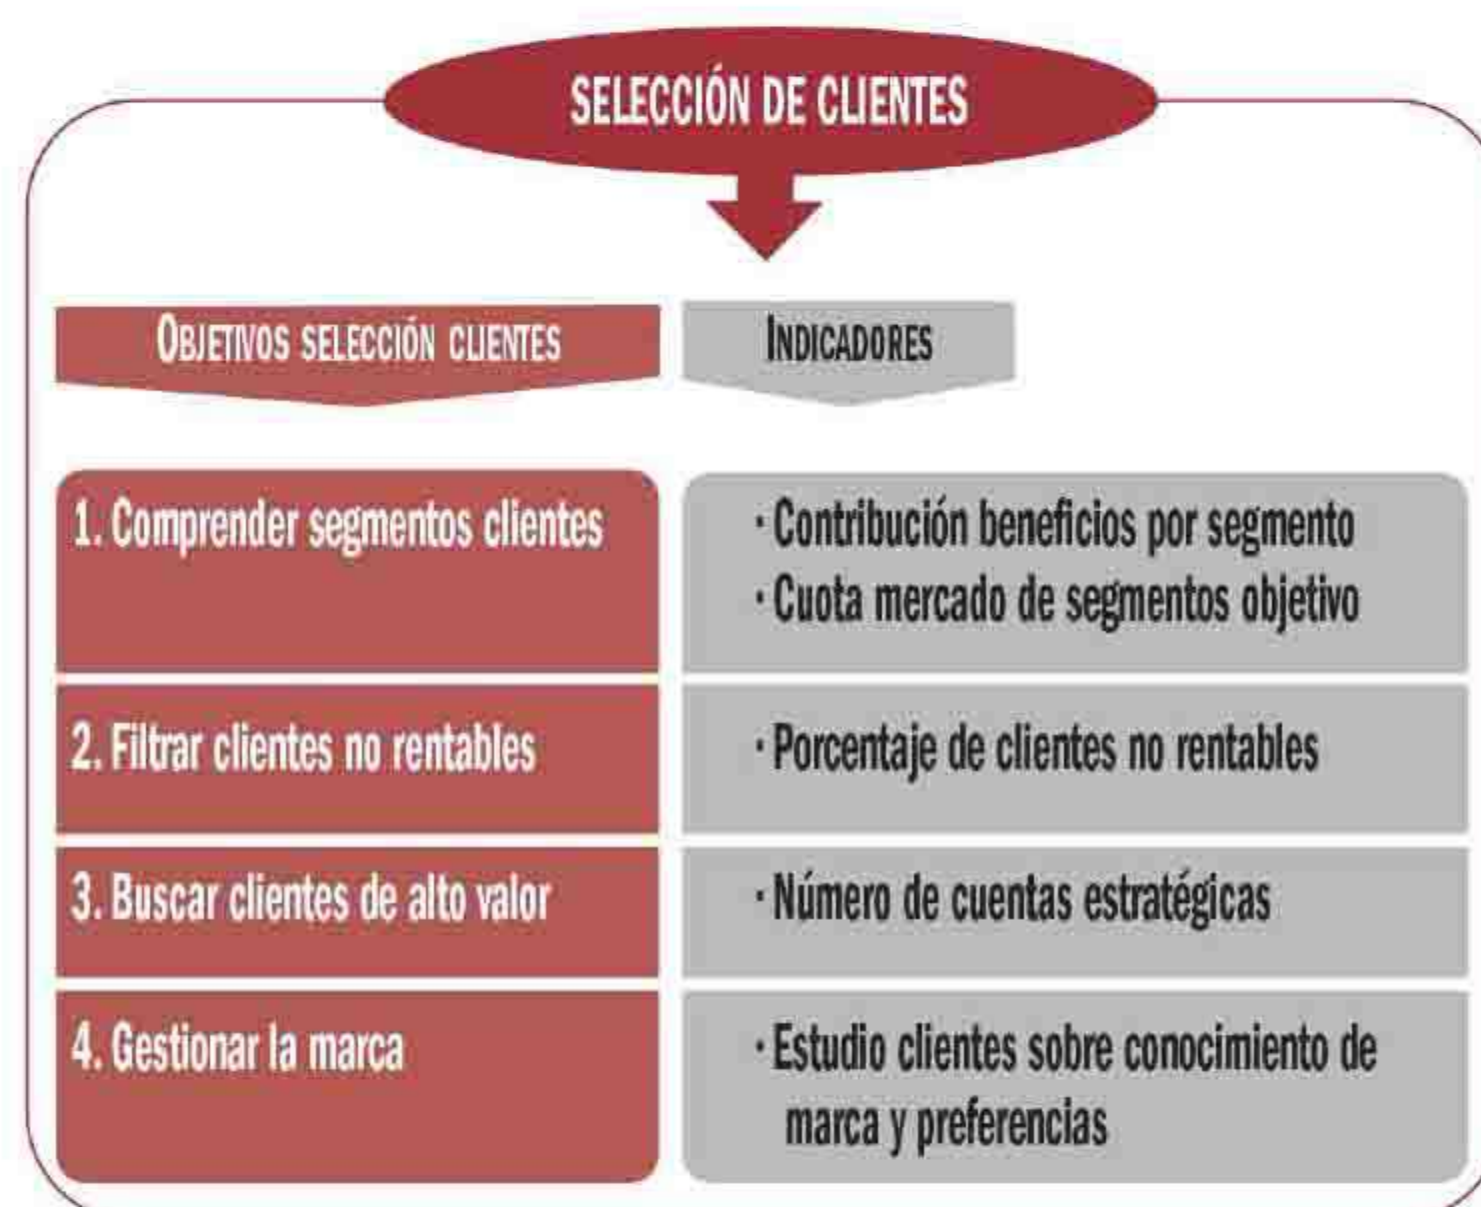 SELECCIÓN DE CLIENTES
OBJETIVOS SELECCIÓN CLIENTES
INDICADORES
1. Comprender segmentos clientes
· Contribución beneficios por segmento
· Cuota mercado de segmentos objetivo
2. Filtrar clientes no rentables
· Porcentaje de clientes no rentables
3. Buscar clientes de alto valor
· Número de cuentas estratégicas
4. Gestionar la marca
· Estudio clientes sobre conocimiento de
marca y preferencias